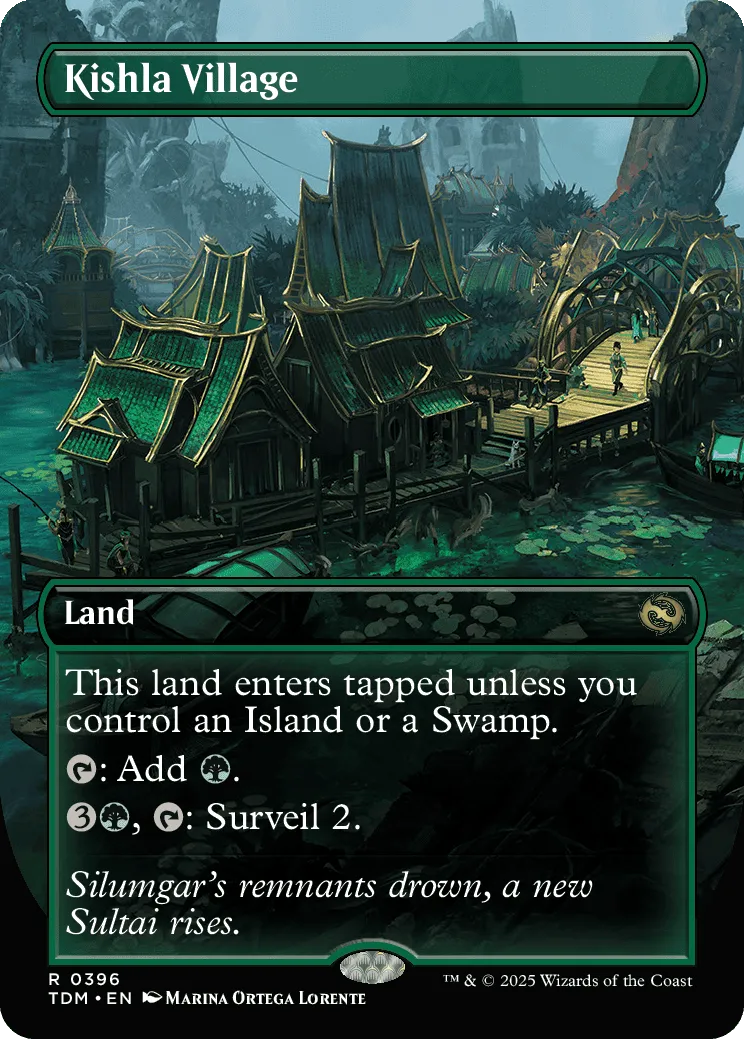 Kishla Village
Land
This land enters tapped unless you
control an Island or a Swamp.
: Add .
3, : Surveil 2.
Silumgar's remnants drown, a new
Sultai rises.
R 0396
TDM • EN Marina Ortega Lorente
™ & © 2025 Wizards of the Coast